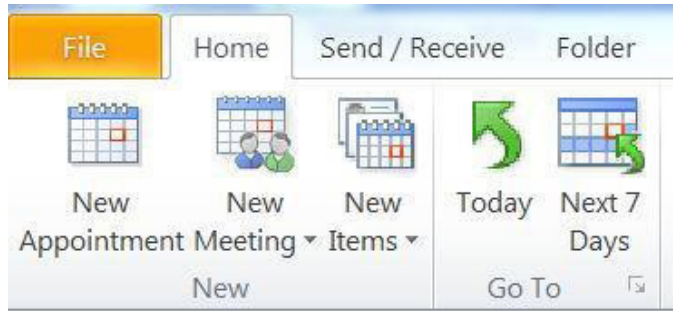 File Home Send / Receive Folder
New New New Today Next 7
Appointment Meeting Items Days
New Go To